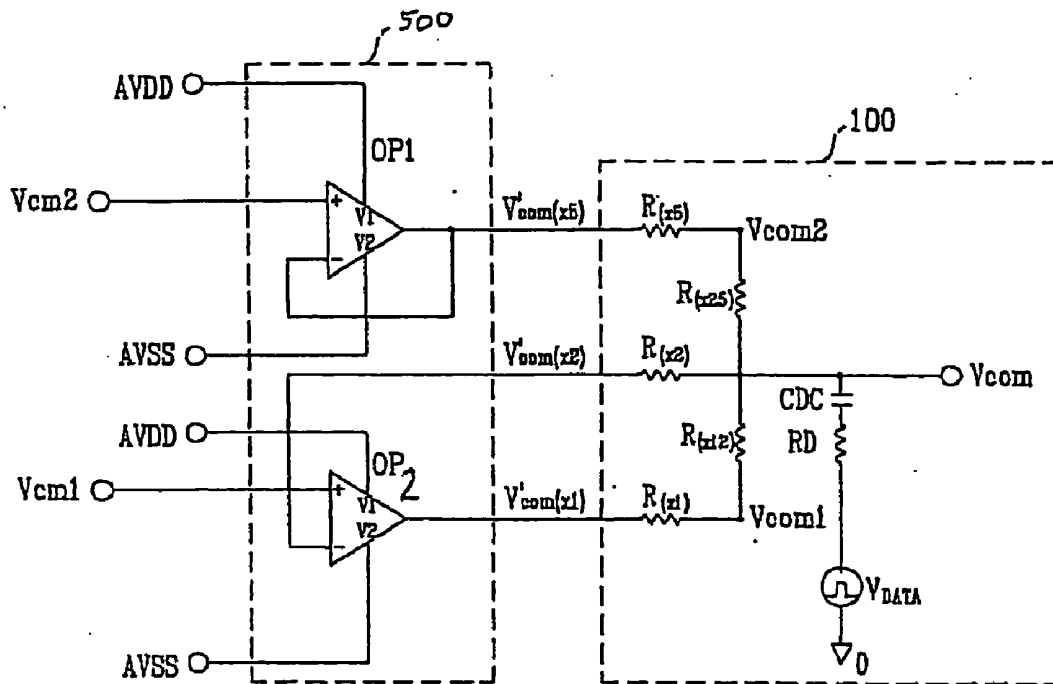 500
AVDD
OP1
100
Vcm2
+
V1
V2
-
V'com(x5)
R(x5)
Vcom2
R(x25)
AVSS
V'com(x2)
R(x2)
Vcom
CDC
AVDD
RD
R(x12)
OP2
Vcm1
+
V1
V2
-
V'com(x1)
R(x1)
Vcom1
VDATA
AVSS
0